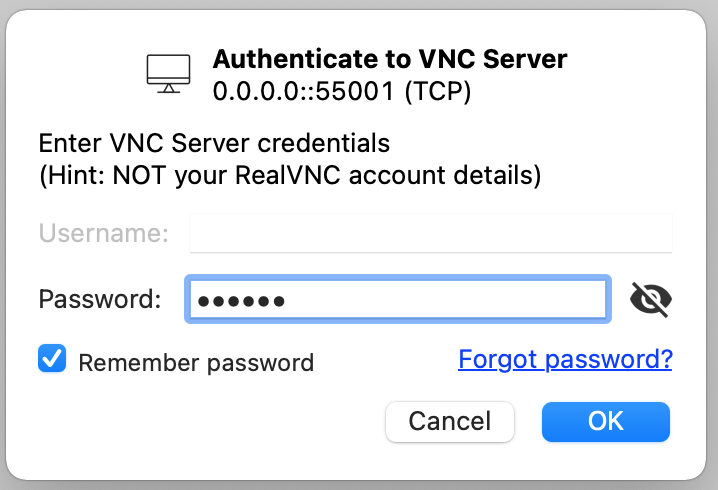 Authenticate to VNC Server
0.0.0.0::55001 (TCP)
Enter VNC Server credentials
(Hint: NOT your RealVNC account details)
Username:
Password: ••••••
Remember password
Forgot password?
Cancel
OK